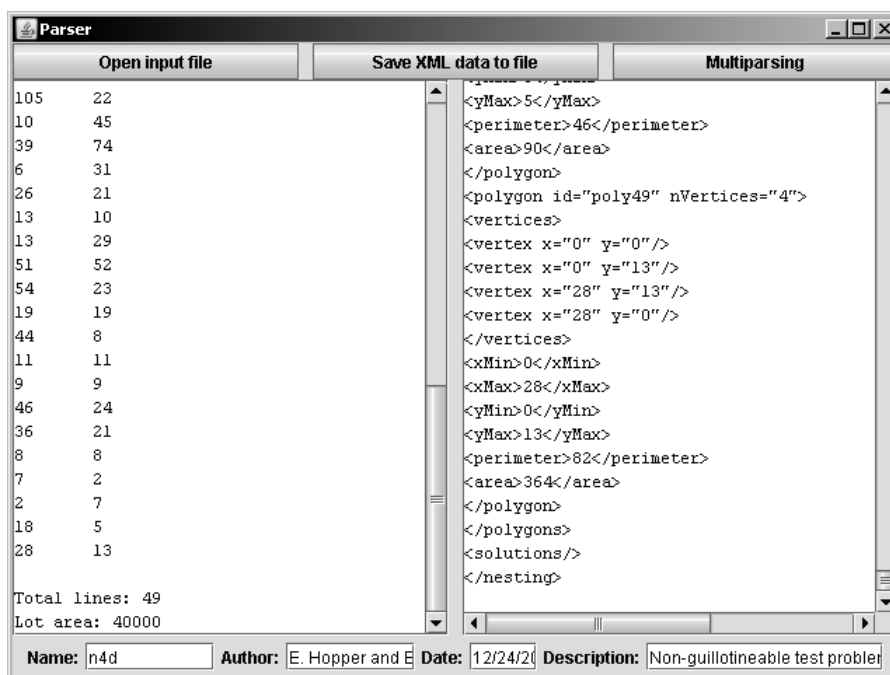 Parser
Open input file
Save XML data to file
Multiparsing
105 22
10 45
39 74
6 31
26 21
13 10
13 29
51 52
54 23
19 19
44 8
11 11
9 9
46 24
36 21
8 8
7 2
2 7
18 5
28 13
Total lines: 49
Lot area: 40000
<yMax>5</yMax>
<perimeter>46</perimeter>
<area>90</area>
</polygon>
<polygon id="poly49" nVertices="4">
<vertices>
<vertex x="0" y="0"/>
<vertex x="0" y="13"/>
<vertex x="28" y="13"/>
<vertex x="28" y="0"/>
</vertices>
<xMin>0</xMin>
<xMax>28</xMax>
<yMin>0</yMin>
<yMax>13</yMax>
<perimeter>82</perimeter>
<area>364</area>
</polygon>
</polygons>
<solutions/>
</nesting>
Name: n4d Author: E. Hopper and Date: 12/24/20 Description: Non-guillotineable test